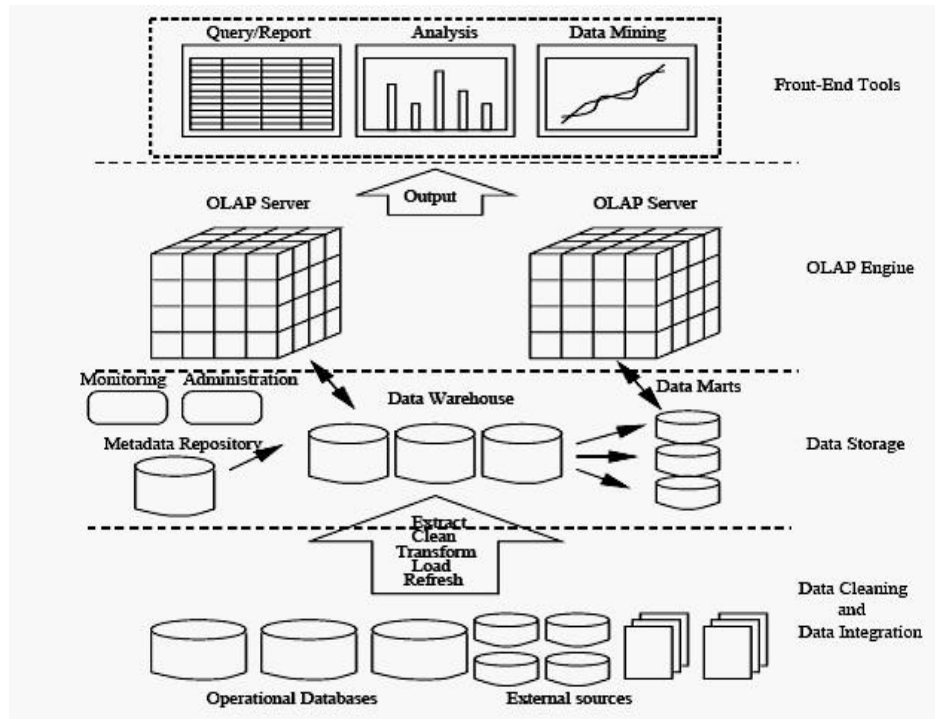 Query/Report
Analysis
Data Mining
Front-End Tools
Output
OLAP Server
OLAP Server
OLAP Engine
Monitoring
Administration
Data Marts
Data Warehouse
Metadata Repository
Data Storage
Extract
Clean
Transform
Load
Refresh
Data Cleaning
and
Data Integration
Operational Databases
External sources